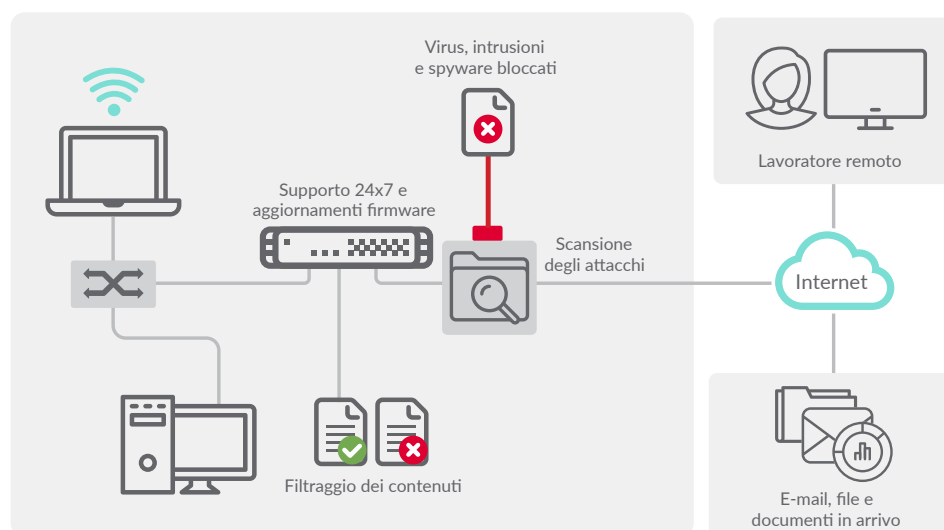 Virus, intrusioni
e spyware bloccati
Lavoratore remoto
Supporto 24x7 e
aggiornamenti firmware
Scansione
degli attacchi
Internet
Filtraggio dei contenuti
E-mail, file e
documenti in arrivo